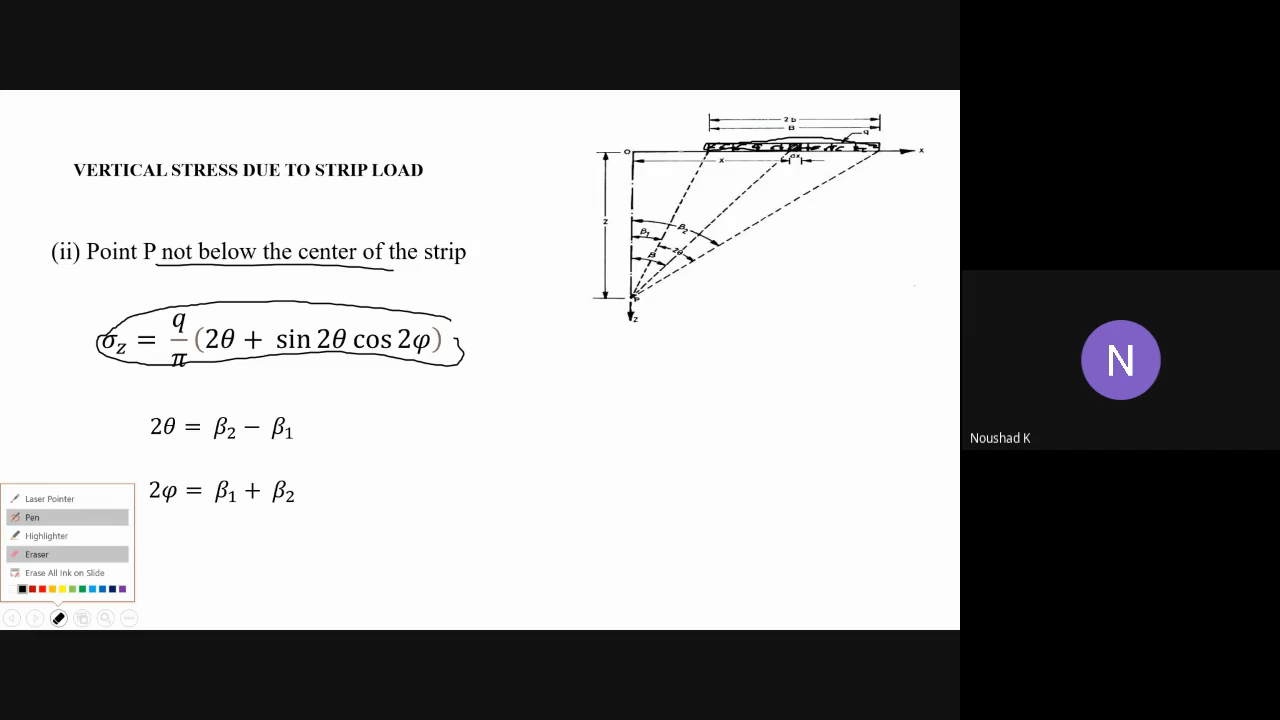 VERTICAL STRESS DUE TO STRIP LOAD
(ii) Point P not below the center of the strip
σz = q/π (2θ + sin 2θ cos 2φ)
2θ = β2 − β1
2φ = β1 + β2
2b
B
q
O
x
x
dx
z
β1
β2
2θ
β
P
z
Laser Pointer
Pen
Highlighter
Eraser
Erase All Ink on Slide
N
Noushad K